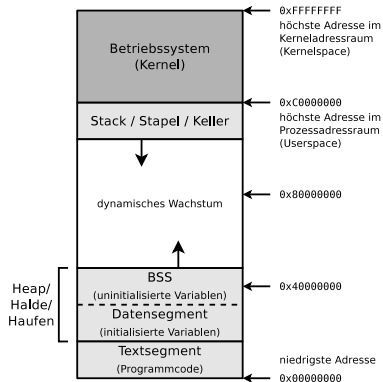 0xFFFFFFFF
höchste Adresse im
Kerneladressraum
(Kernelspace)
Betriebssystem
(Kernel)
0xC0000000
höchste Adresse im
Prozessadressraum
(Userspace)
Stack / Stapel / Keller
dynamisches Wachstum
0x80000000
Heap/
Halde/
Haufen
BSS
(uninitialisierte Variablen)
0x40000000
Datensegment
(initialisierte Variablen)
Textsegment
(Programmcode)
niedrigste Adresse
0x00000000